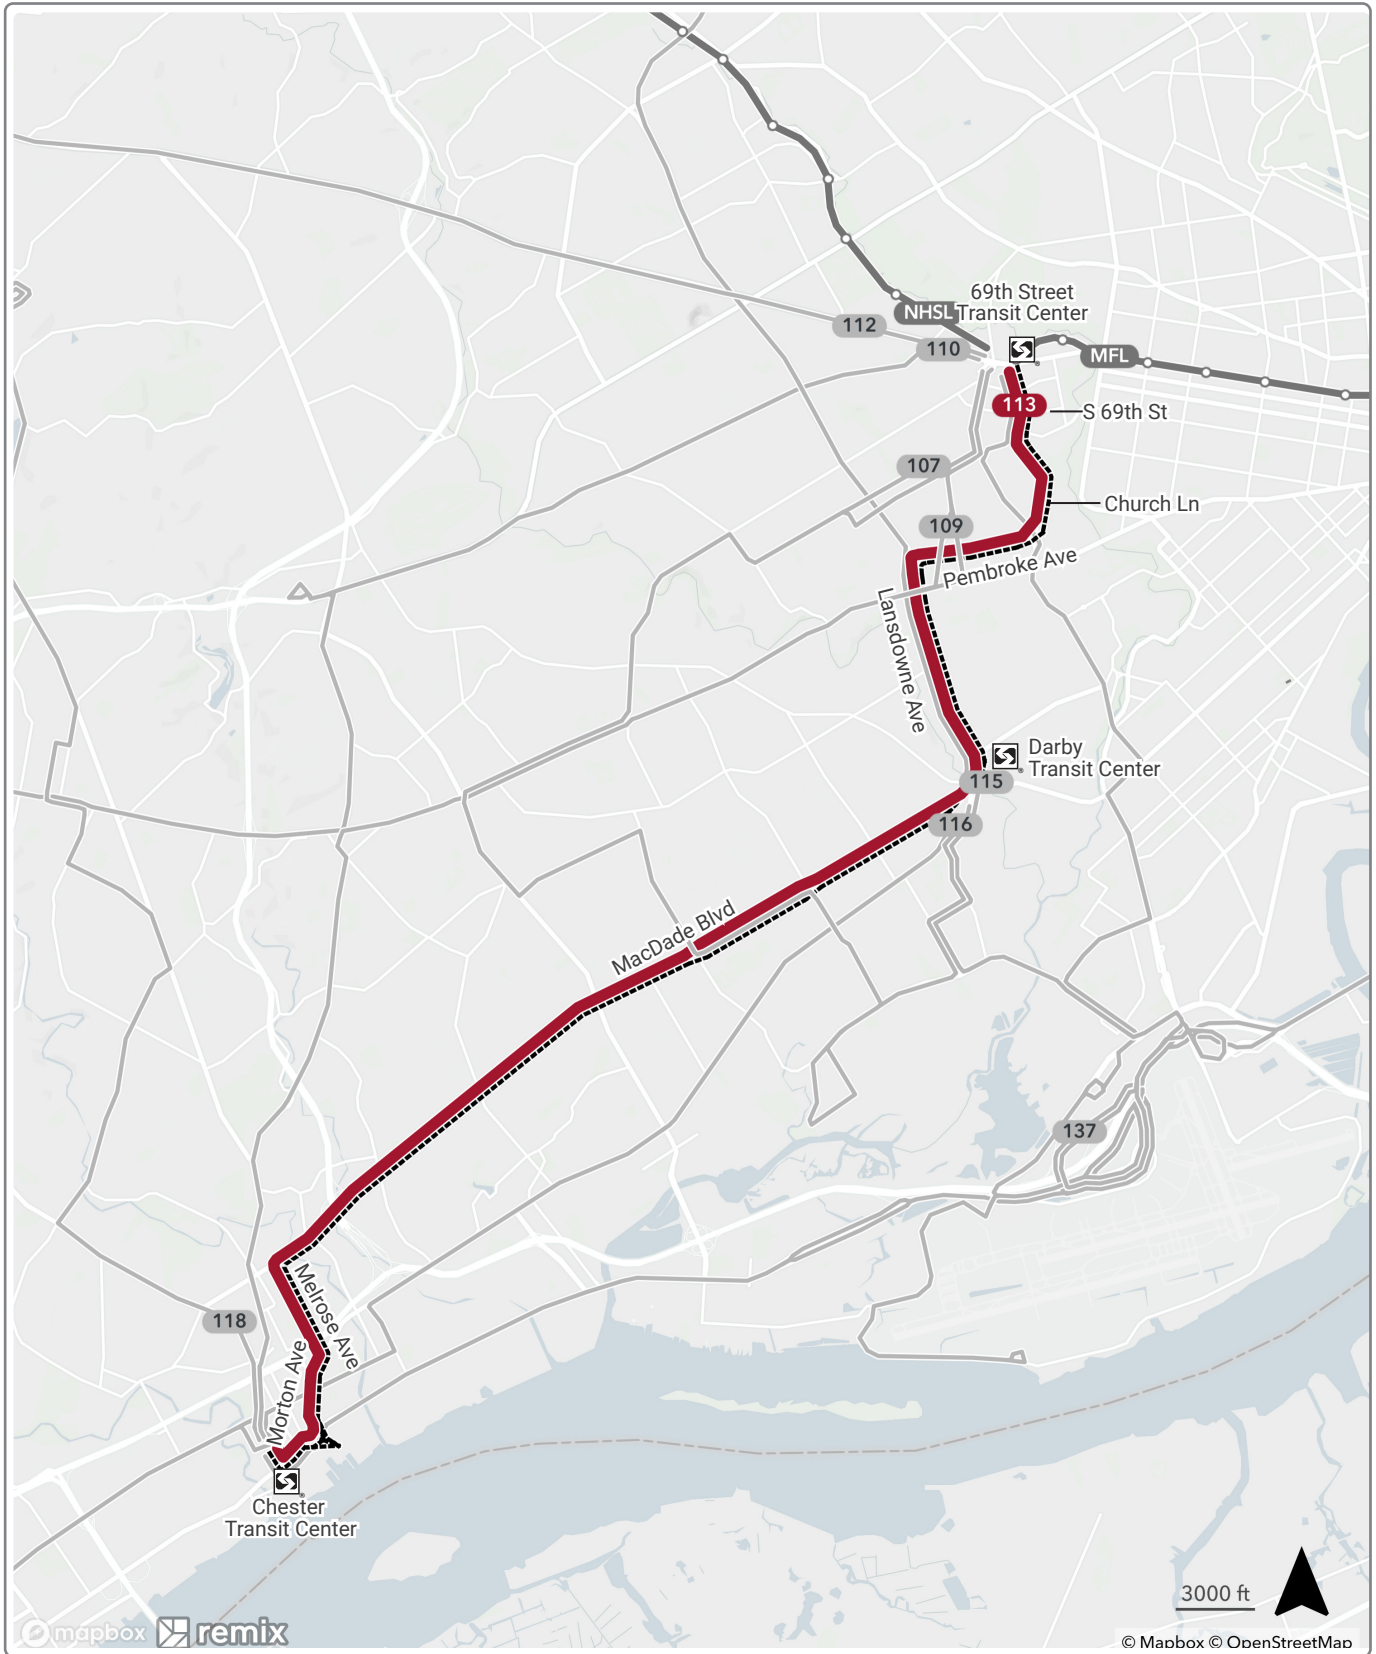 69th Street
Transit Center
NHSL
112
110
MFL
113
S 69th St
107
Church Ln
109
Pembroke Ave
Lansdowne Ave
Darby
Transit Center
115
116
MacDade Blvd
137
Melrose Ave
118
Morton Ave
Chester
Transit Center
3000 ft
mapbox
remix
© Mapbox © OpenStreetMap